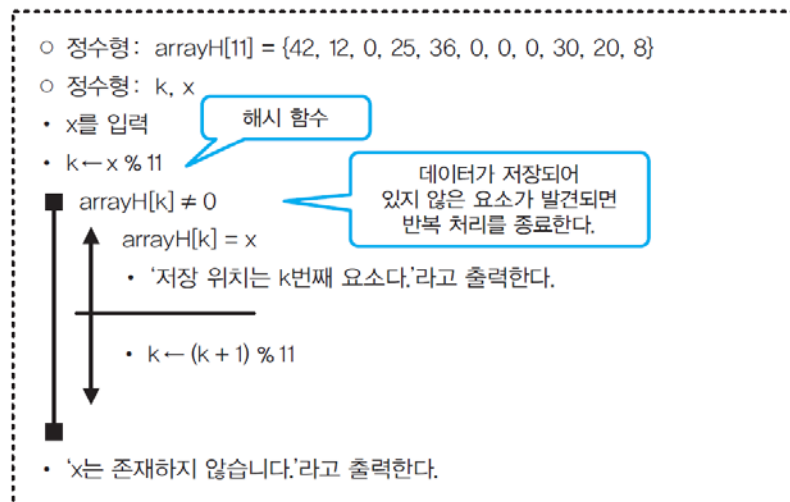 ○ 정수형: arrayH[11] = {42, 12, 0, 25, 36, 0, 0, 0, 30, 20, 8}
○ 정수형: k, x
• x를 입력
해시 함수
• k←x % 11
데이터가 저장되어
있지 않은 요소가 발견되면
반복 처리를 종료한다.
arrayH[k] ≠ 0
arrayH[k] = x
• ‘저장 위치는 k번째 요소다.’라고 출력한다.
• k ← (k + 1) % 11
• ‘x는 존재하지 않습니다.’라고 출력한다.